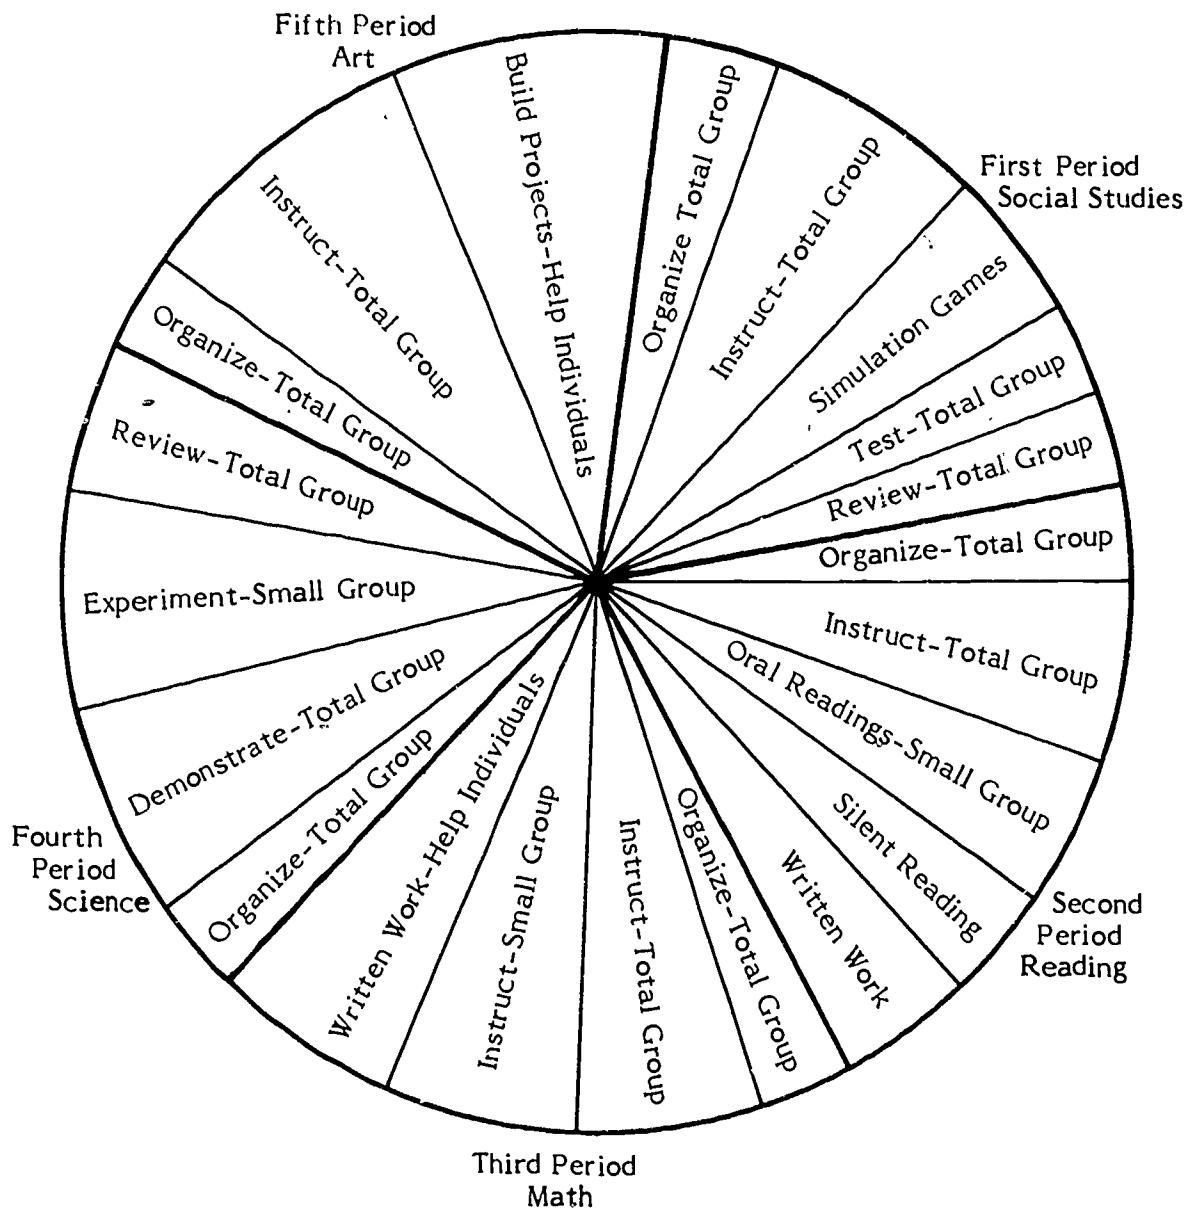 Fifth Period
Art
Build Projects-Help Individuals
Organize Total Group
Instruct-Total Group
First Period
Social Studies
Simulation Games
Test-Total Group
Review-Total Group
Organize-Total Group
Instruct-Total Group
Oral Readings-Small Group
Silent Reading
Written Work
Second
Period
Reading
Organize-Total Group
Instruct-Total Group
Instruct-Small Group
Written Work-Help Individuals
Third Period
Math
Organize-Total Group
Demonstrate-Total Group
Experiment-Small Group
Review-Total Group
Fourth
Period
Science
Organize-Total Group
Instruct-Total Group